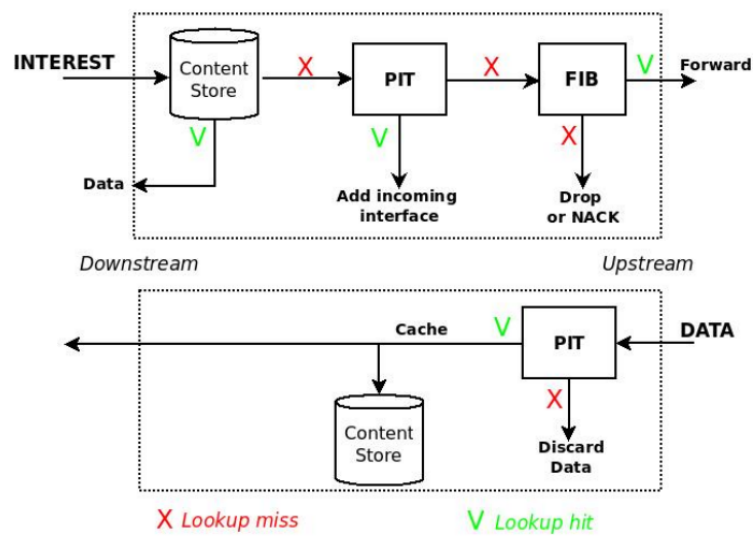 INTEREST
Content
Store
X
PIT
X
FIB
V
Forward
V
V
X
Data
Add incoming
interface
Drop
or NACK
Downstream
Upstream
Cache
V
PIT
DATA
X
Content
Store
Discard
Data
X Lookup miss
V Lookup hit